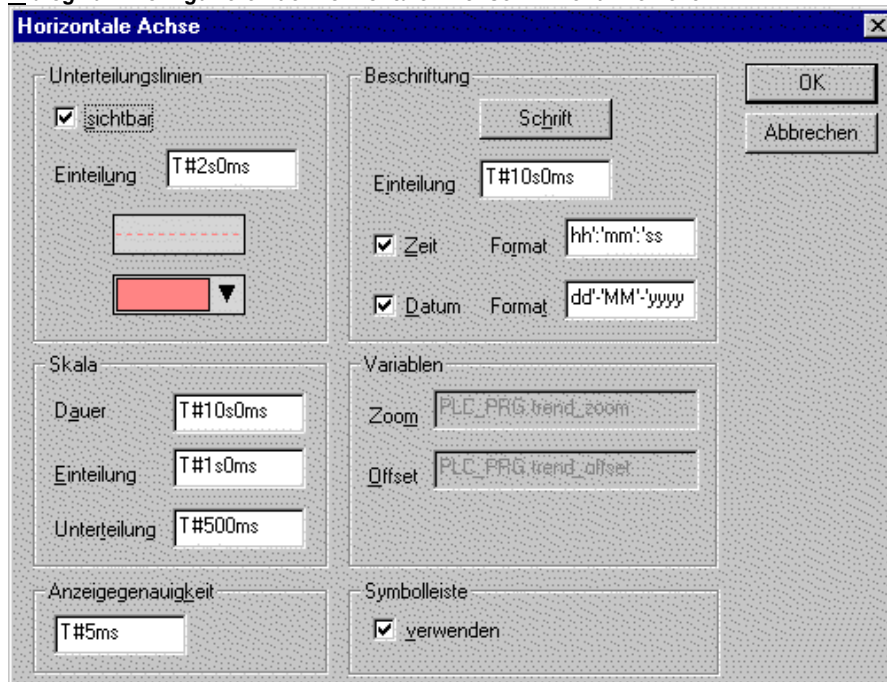 Horizontale Achse
Unterteilungslinien
sichtbar
Einteilung T#2s0ms
Beschriftung
Schrift
Einteilung T#10s0ms
Zeit Format hh':'mm':'ss
Datum Format dd'-'MM'-'yyyy
OK
Abbrechen
Skala
Dauer T#10s0ms
Einteilung T#1s0ms
Unterteilung T#500ms
Variablen
Zoom PLC_PRG.trend_zoom
Offset PLC_PRG.trend_offset
Anzeigegenauigkeit
T#5ms
Symbolleiste
verwenden